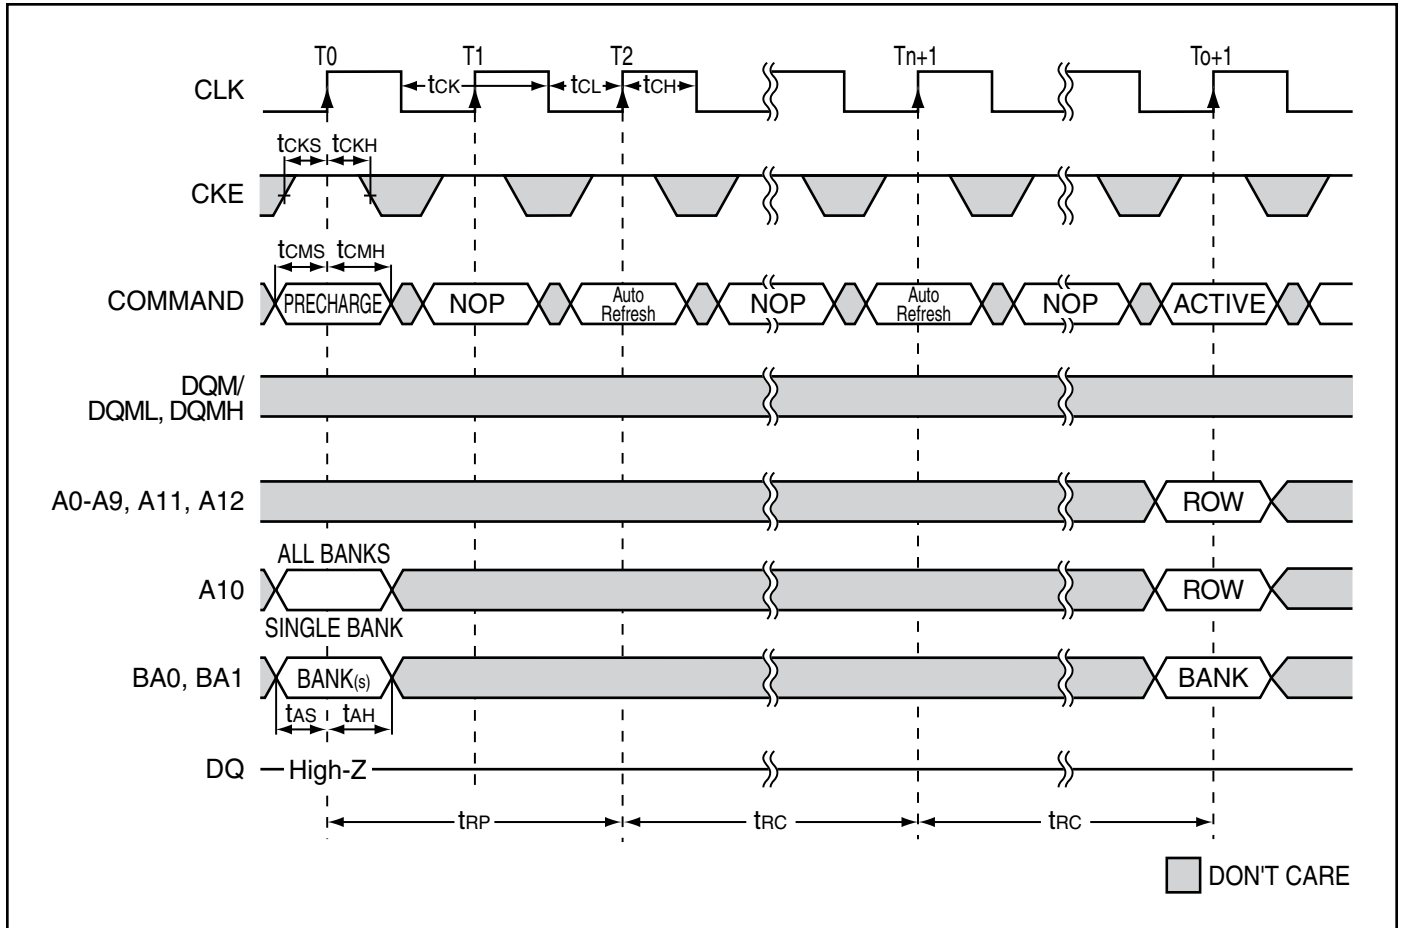 T0 T1 T2 Tn+1 To+1
CLK tCK tCL tCH
tCKS tCKH
CKE
tCMS tCMH
COMMAND PRECHARGE NOP Auto Refresh NOP Auto Refresh NOP ACTIVE
DQM/
DQML, DQMH
A0-A9, A11, A12 ROW
ALL BANKS
A10 ROW
SINGLE BANK
BA0, BA1 BANK(s) BANK
tAS tAH
DQ High-Z
tRP tRC tRC
DON'T CARE